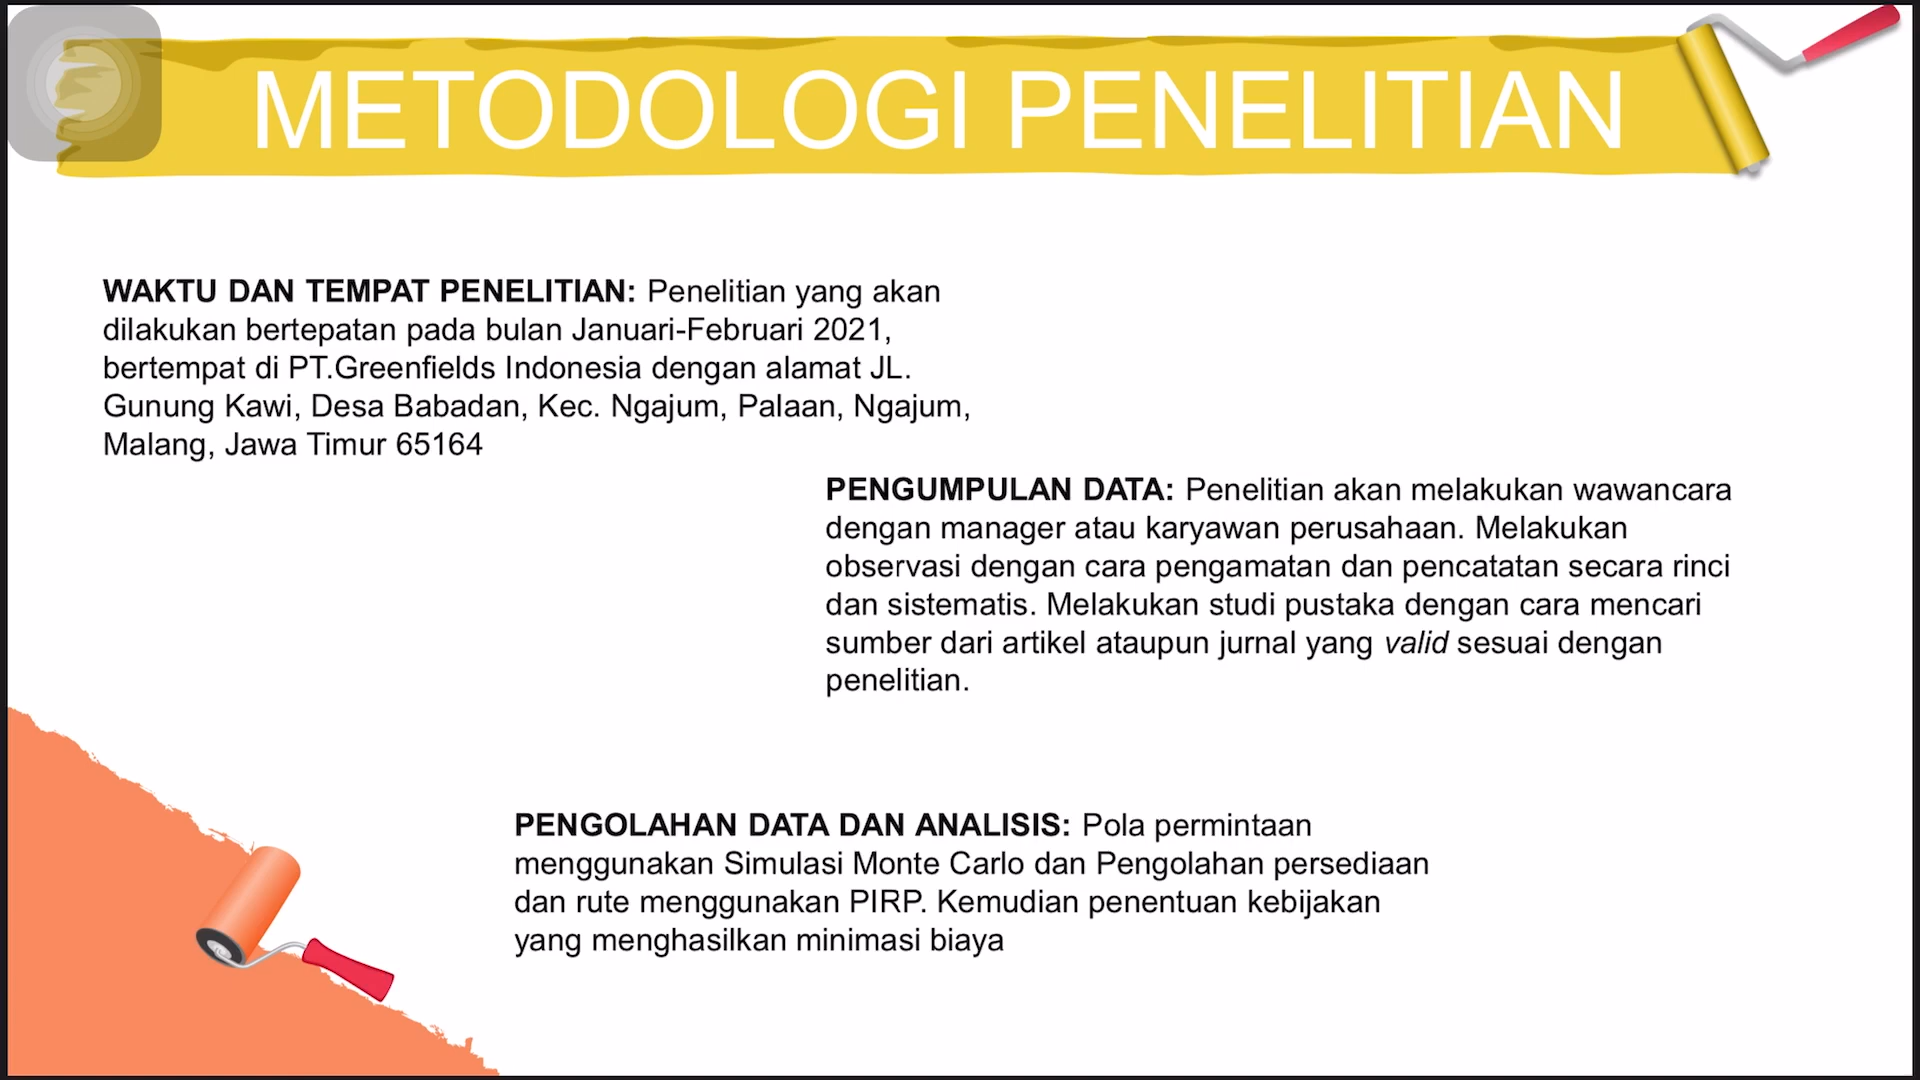 METODOLOGI PENELITIAN
WAKTU DAN TEMPAT PENELITIAN: Penelitian yang akan
dilakukan bertepatan pada bulan Januari-Februari 2021,
bertempat di PT.Greenfields Indonesia dengan alamat JL.
Gunung Kawi, Desa Babadan, Kec. Ngajum, Palaan, Ngajum,
Malang, Jawa Timur 65164
PENGUMPULAN DATA: Penelitian akan melakukan wawancara
dengan manager atau karyawan perusahaan. Melakukan
observasi dengan cara pengamatan dan pencatatan secara rinci
dan sistematis. Melakukan studi pustaka dengan cara mencari
sumber dari artikel ataupun jurnal yang valid sesuai dengan
penelitian.
PENGOLAHAN DATA DAN ANALISIS: Pola permintaan
menggunakan Simulasi Monte Carlo dan Pengolahan persediaan
dan rute menggunakan PIRP. Kemudian penentuan kebijakan
yang menghasilkan minimasi biaya